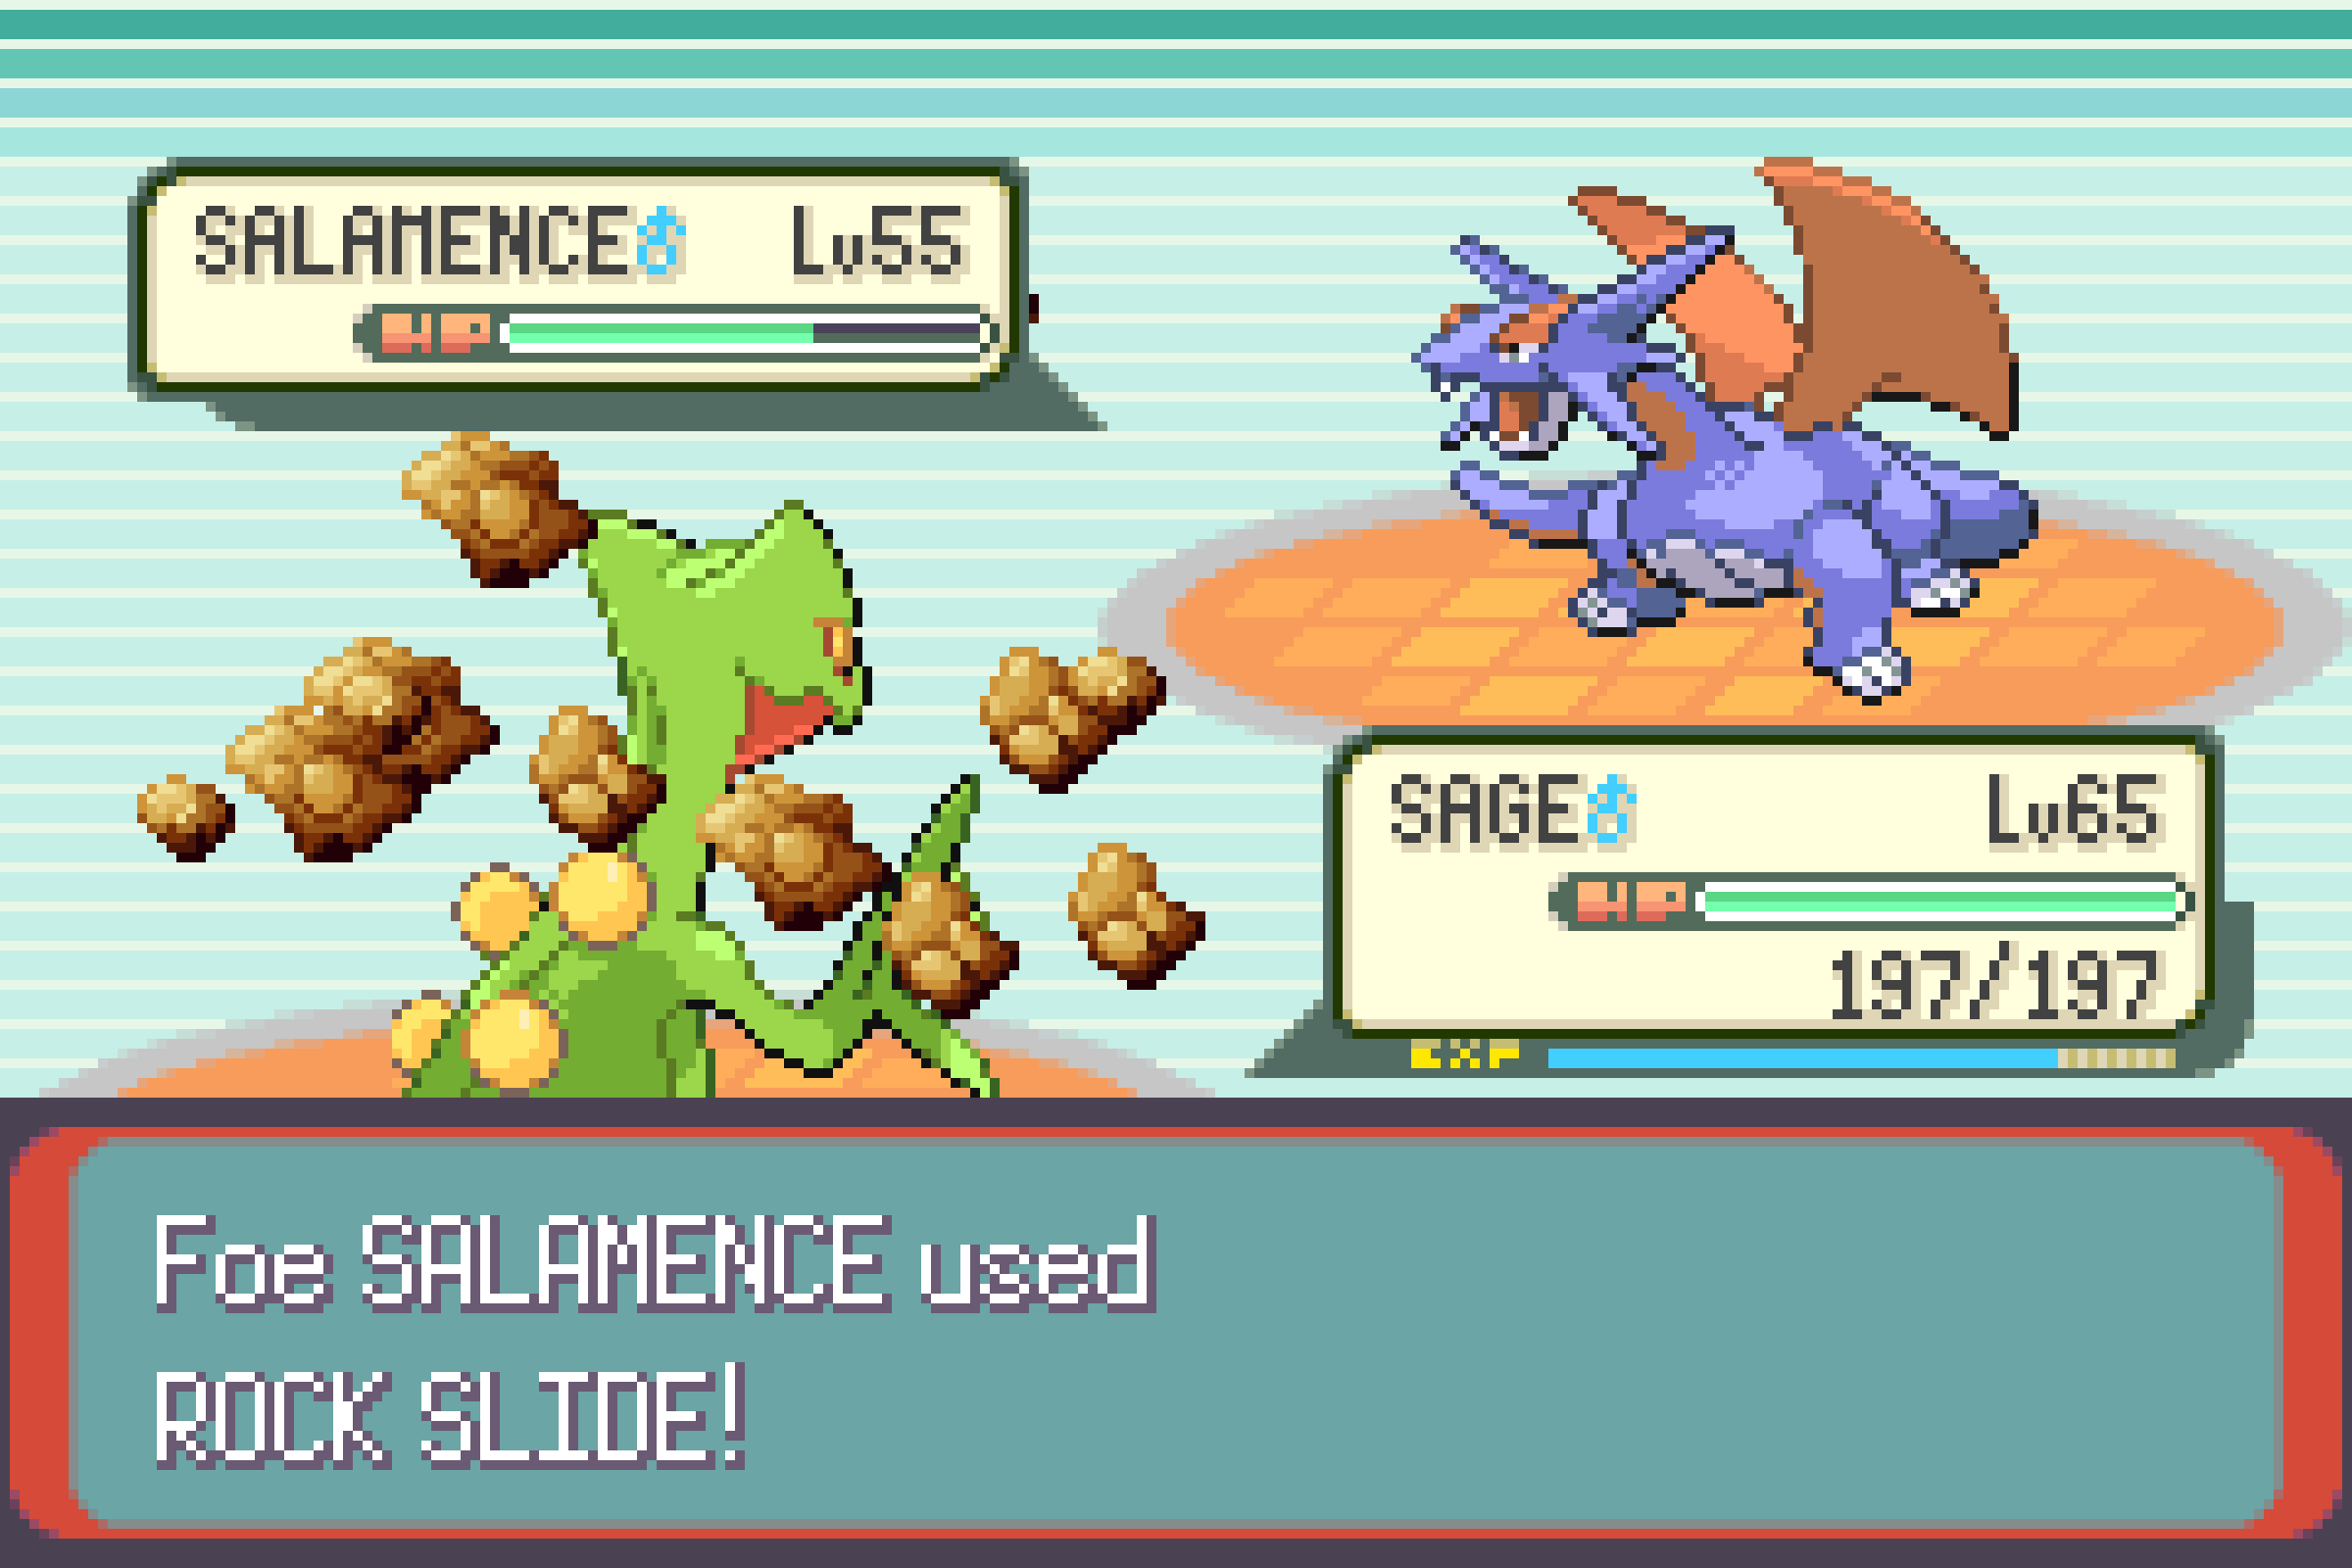 SALAMENCE♂ Lv55
HP
SAGE♂ Lv65
HP
197/197
EXP
Foe SALAMENCE used
ROCK SLIDE!